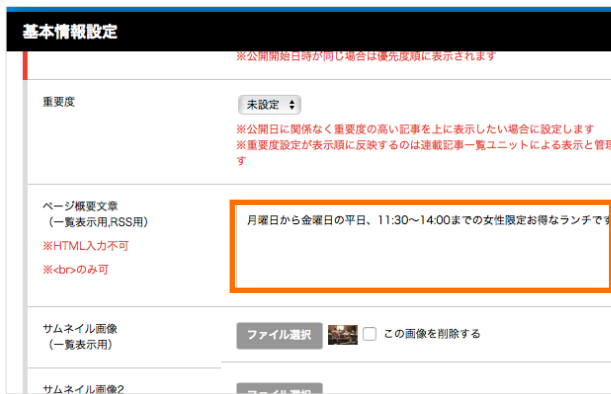 基本情報設定
※公開開始日時が同じ場合は優先度順に表示されます
重要度
未設定
※公開日に関係なく重要度の高い記事を上に表示したい場合に設定します
※重要度設定が表示順に反映するのは連載記事一覧ユニットによる表示と管理
す
ページ概要文章
（一覧表示用,RSS用）
※HTML入力不可
※<br>のみ可
月曜日から金曜日の平日、11:30〜14:00までの女性限定お得なランチです
サムネイル画像
（一覧表示用）
ファイル選択
この画像を削除する
サムネイル画像2
ファイル選択